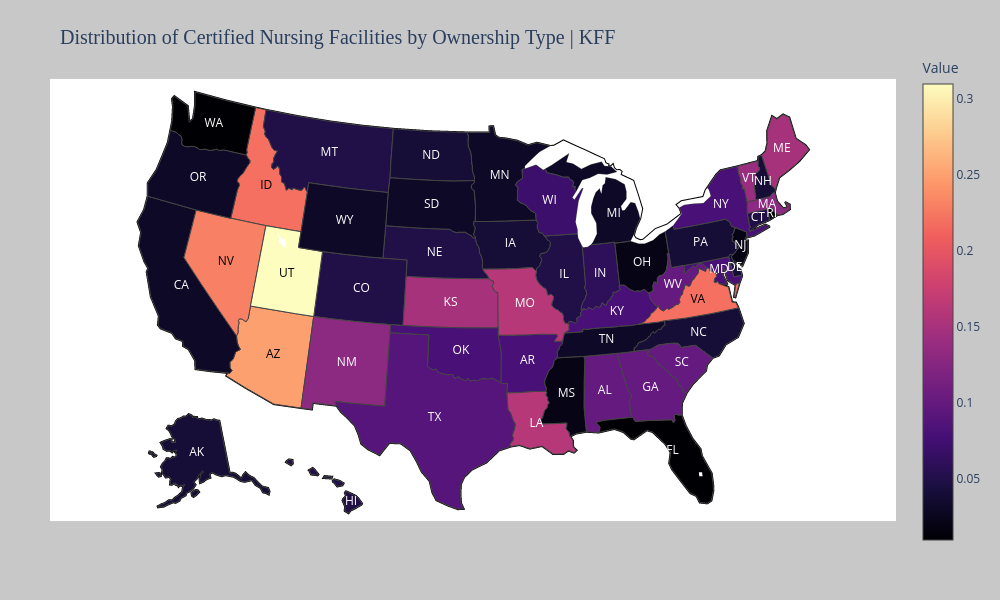 Distribution of Certified Nursing Facilities by Ownership Type | KFF
Value
0.3
0.25
0.2
0.15
0.1
0.05
WA
MT
ND
MN
ME
OR
ID
SD
WI
VT
NH
WY
MI
NY
MA
CT
RI
NE
IA
PA
NJ
NV
UT
CO
IL
IN
OH
MD
DE
CA
KS
MO
KY
WV
VA
AZ
NM
OK
AR
TN
NC
TX
LA
MS
AL
GA
SC
AK
FL
HI